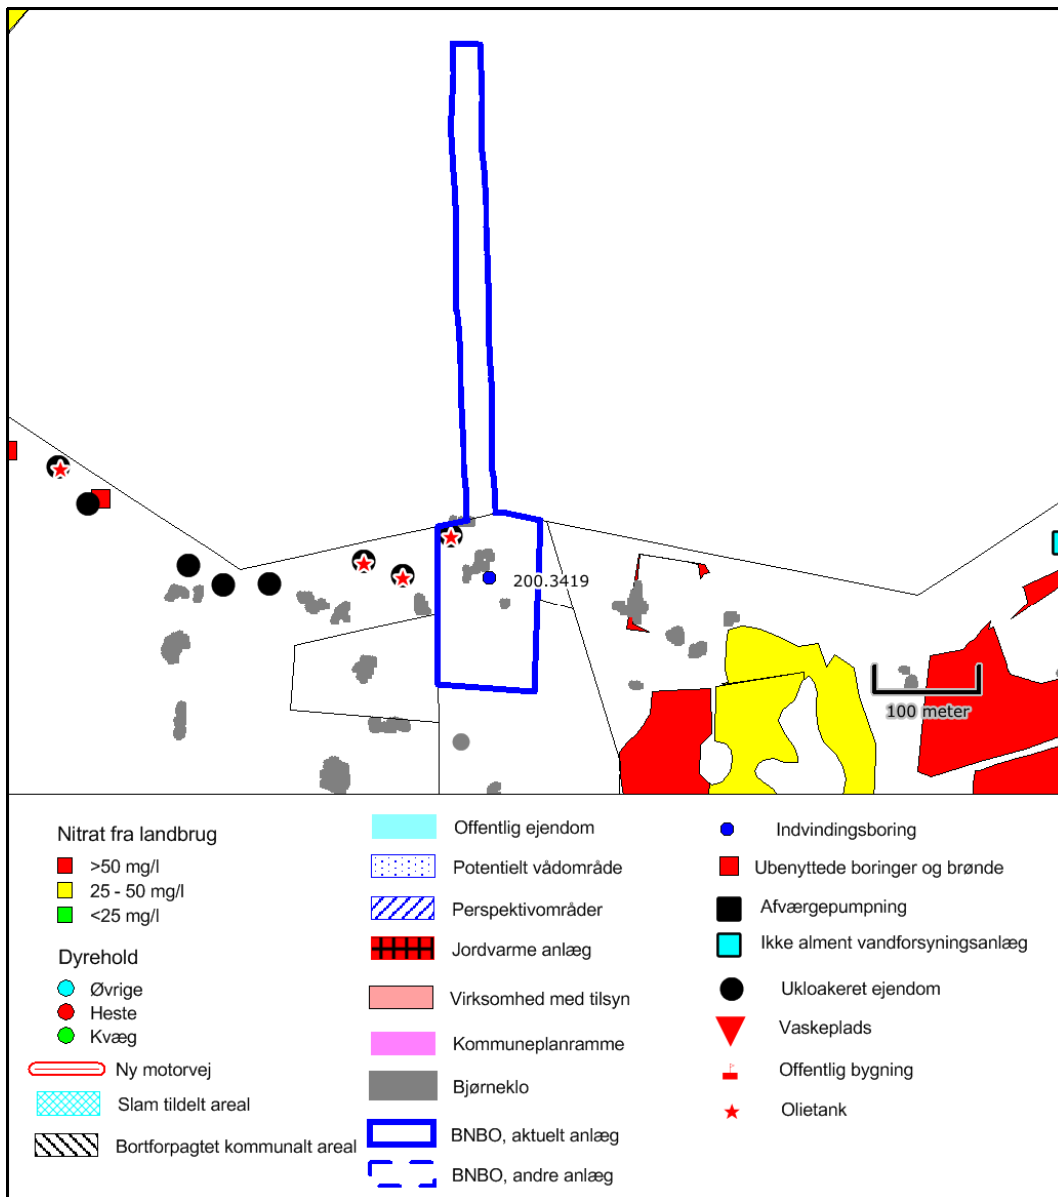 200.3419
100 meter
Nitrat fra landbrug
>50 mg/l
25 - 50 mg/l
<25 mg/l
Dyrehold
Øvrige
Heste
Kvæg
Ny motorvej
Slam tildelt areal
Bortforpagtet kommunalt areal
Offentlig ejendom
Potentielt vådområde
Perspektivområder
Jordvarme anlæg
Virksomhed med tilsyn
Kommuneplanramme
Bjørneklo
BNBO, aktuelt anlæg
BNBO, andre anlæg
Indvindingsboring
Ubenyttede boringer og brønde
Afværgepumpning
Ikke alment vandforsyningsanlæg
Ukloakeret ejendom
Vaskeplads
Offentlig bygning
Olietank